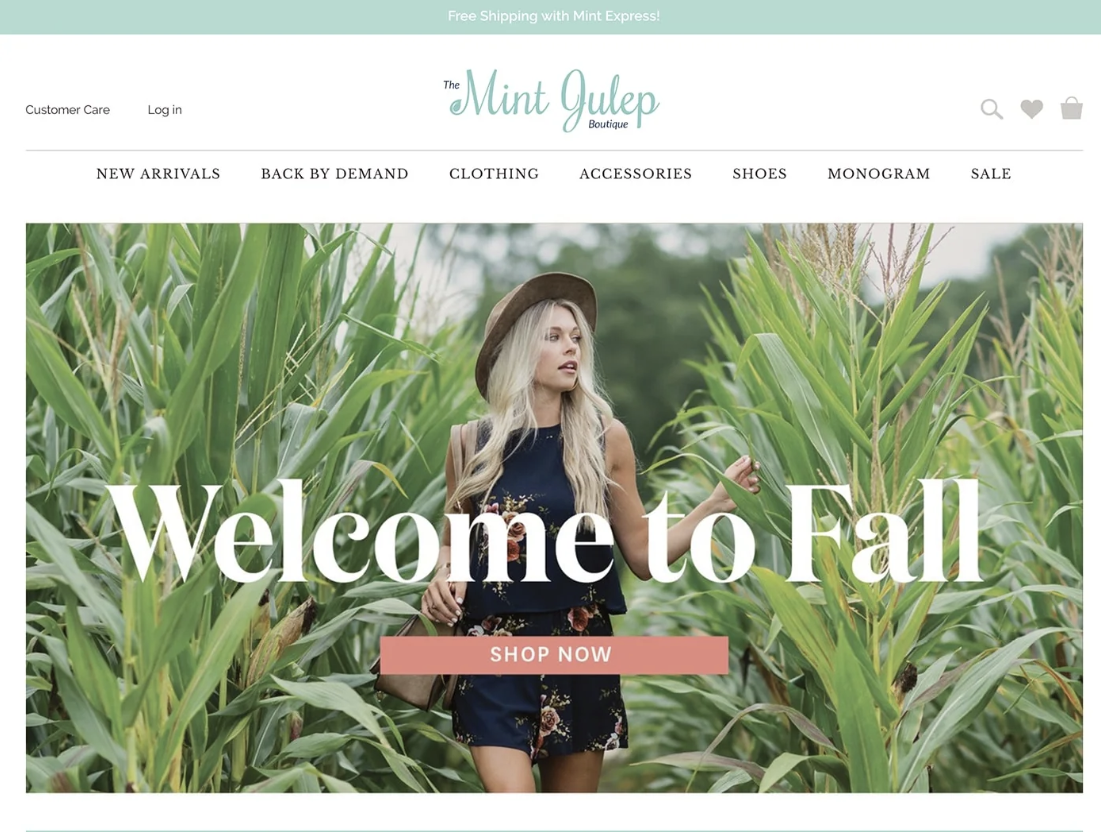 Free Shipping with Mint Express!
The
Mint Julep
Boutique
Customer Care Log in
NEW ARRIVALS BACK BY DEMAND CLOTHING ACCESSORIES SHOES MONOGRAM SALE
Welcome to Fall
SHOP NOW